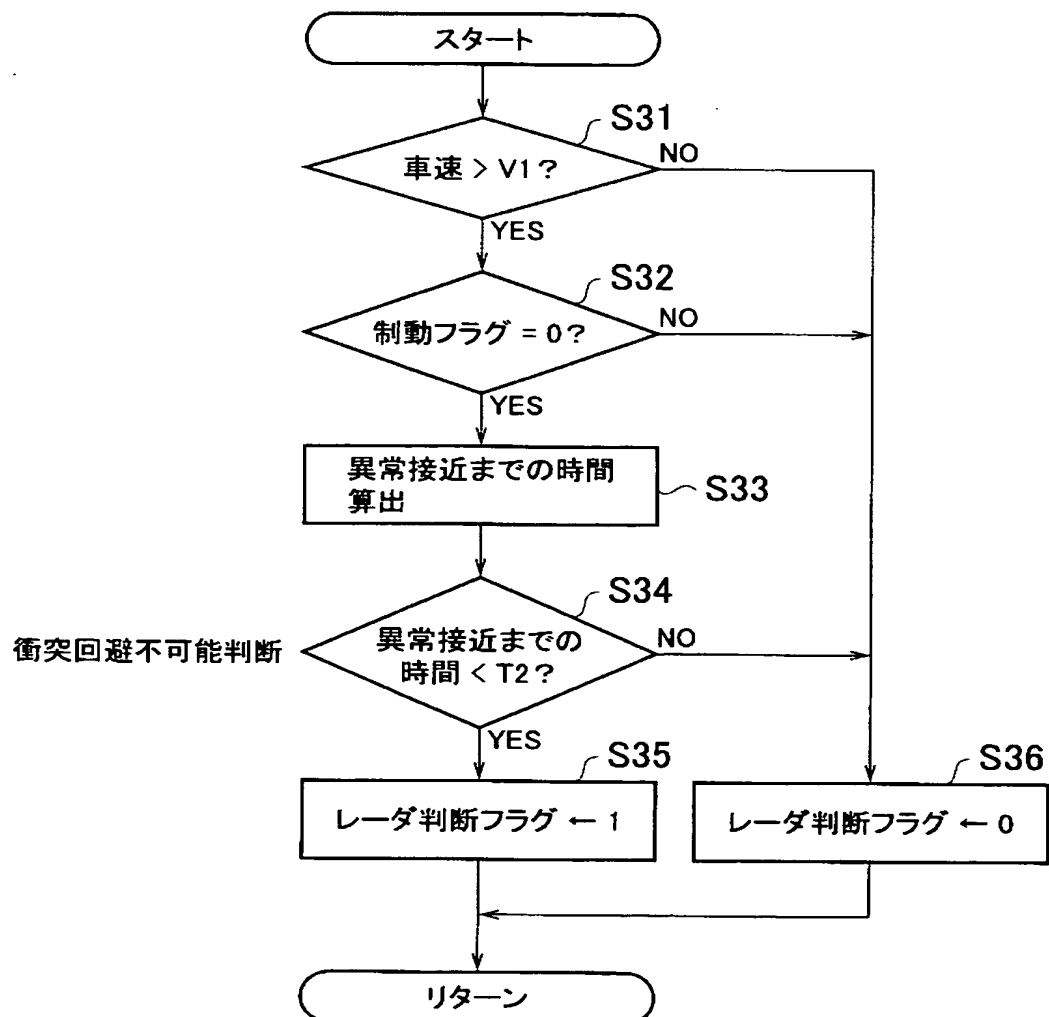 スタート
S31
車速 > V1?
NO
YES
S32
制動フラグ = 0?
NO
YES
異常接近までの時間
算出
S33
S34
衝突回避不可能判断
異常接近までの
時間 < T2?
NO
YES
S35
レーダ判断フラグ ← 1
S36
レーダ判断フラグ ← 0
リターン